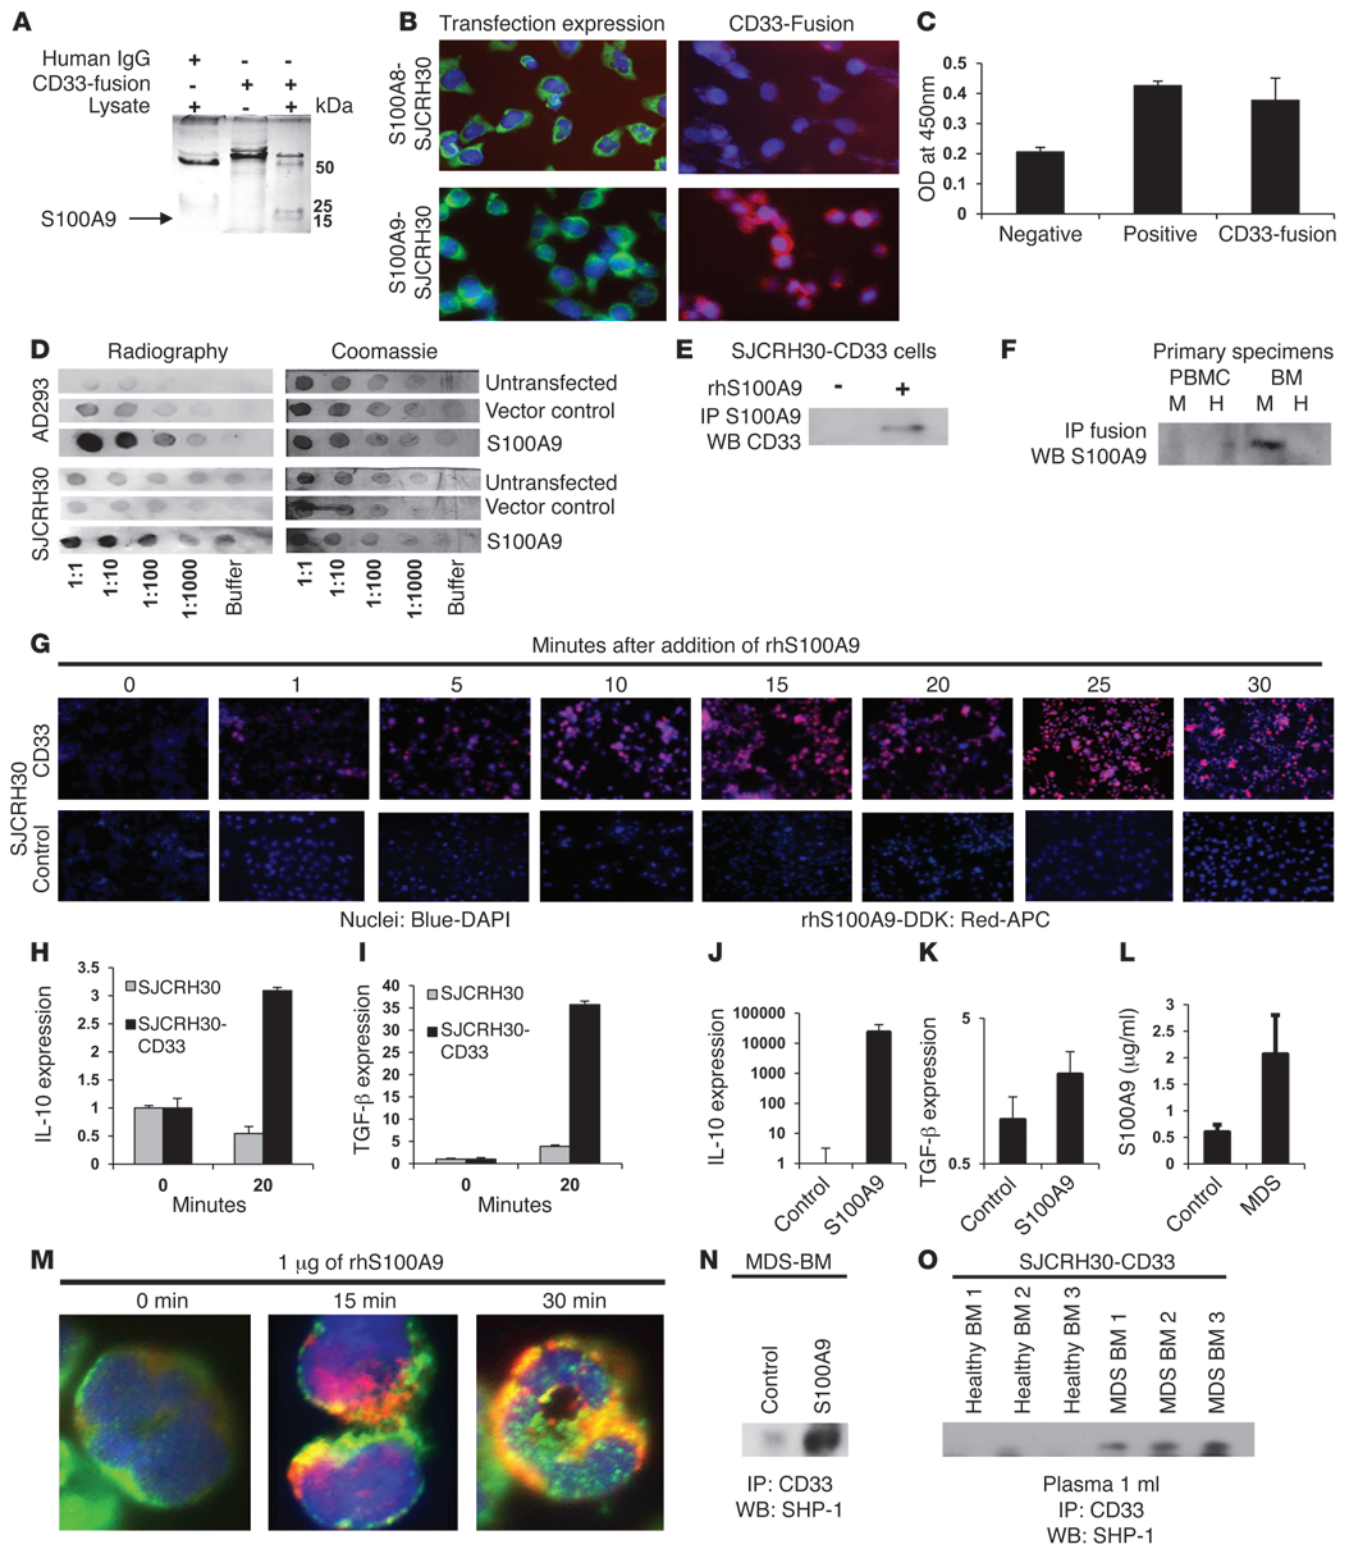 A
Human IgG + - -
CD33-fusion - + +
Lysate + - + kDa
50
25
15
S100A9
B
Transfection expression
CD33-Fusion
S100A8-
SJCRH30
S100A9-
SJCRH30
C
OD at 450nm
0.5
0.4
0.3
0.2
0.1
0
Negative
Positive
CD33-fusion
D
Radiography
Coomassie
AD293
Untransfected
Vector control
S100A9
SJCRH30
Untransfected
Vector control
S100A9
1:1
1:10
1:100
1:1000
Buffer
1:1
1:10
1:100
1:1000
Buffer
E
SJCRH30-CD33 cells
rhS100A9 - +
IP S100A9
WB CD33
F
Primary specimens
PBMC BM
M H M H
IP fusion
WB S100A9
G
Minutes after addition of rhS100A9
0 1 5 10 15 20 25 30
SJCRH30
CD33
Control
Nuclei: Blue-DAPI
rhS100A9-DDK: Red-APC
H
IL-10 expression
3.5
3
2.5
2
1.5
1
0.5
0
SJCRH30
SJCRH30-
CD33
0 20
Minutes
I
TGF-β expression
40
35
30
25
20
15
10
5
0
SJCRH30
SJCRH30-
CD33
0 20
Minutes
J
IL-10 expression
100000
10000
1000
100
10
1
Control
S100A9
K
TGF-β expression
5
0.5
Control
S100A9
L
S100A9 (μg/ml)
3
2.5
2
1.5
1
0.5
0
Control
MDS
M
1 μg of rhS100A9
0 min
15 min
30 min
N
MDS-BM
Control
S100A9
IP: CD33
WB: SHP-1
O
SJCRH30-CD33
Healthy BM 1
Healthy BM 2
Healthy BM 3
MDS BM 1
MDS BM 2
MDS BM 3
Plasma 1 ml
IP: CD33
WB: SHP-1